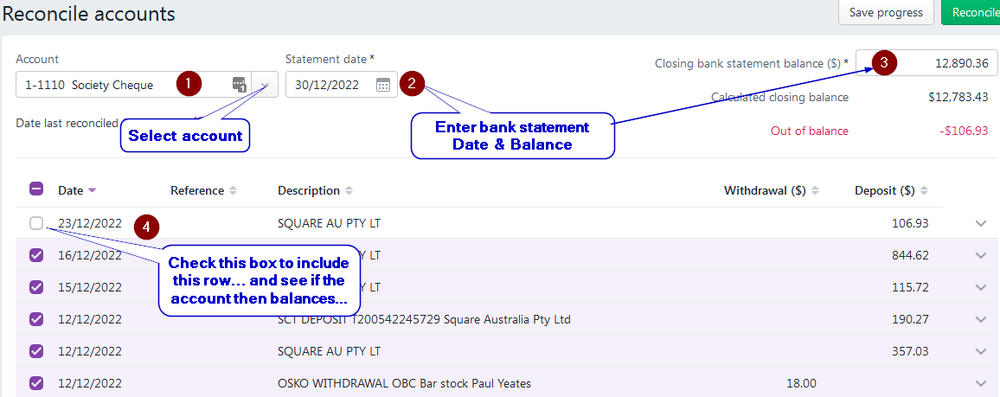 Reconcile accounts
Save progress
Reconcile
Account
Statement date *
Closing bank statement balance ($) *
3
12,890.36
1-1110 Society Cheque
1
30/12/2022
2
Calculated closing balance
$12,783.43
Date last reconciled
Select account
Enter bank statement
Date & Balance
Out of balance
-$106.93
Date
Reference
Description
Withdrawal ($)
Deposit ($)
23/12/2022
4
SQUARE AU PTY LT
106.93
Check this box to include
this row... and see if the
account then balances...
16/12/2022
Y LT
844.62
15/12/2022
Y LT
115.72
12/12/2022
SCT DEPOSIT T200542245729 Square Australia Pty Ltd
190.27
12/12/2022
SQUARE AU PTY LT
357.03
12/12/2022
OSKO WITHDRAWAL OBC Bar stock Paul Yeates
18.00